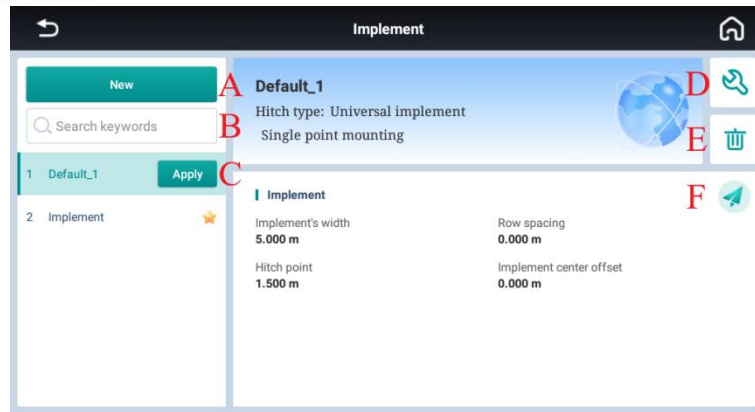 Implement
New
A
Search keywords
B
1 Default_1 Apply
C
2 Implement
Default_1
Hitch type: Universal implement
Single point mounting
D
E
F
Implement
Implement's width
5.000 m
Row spacing
0.000 m
Hitch point
1.500 m
Implement center offset
0.000 m